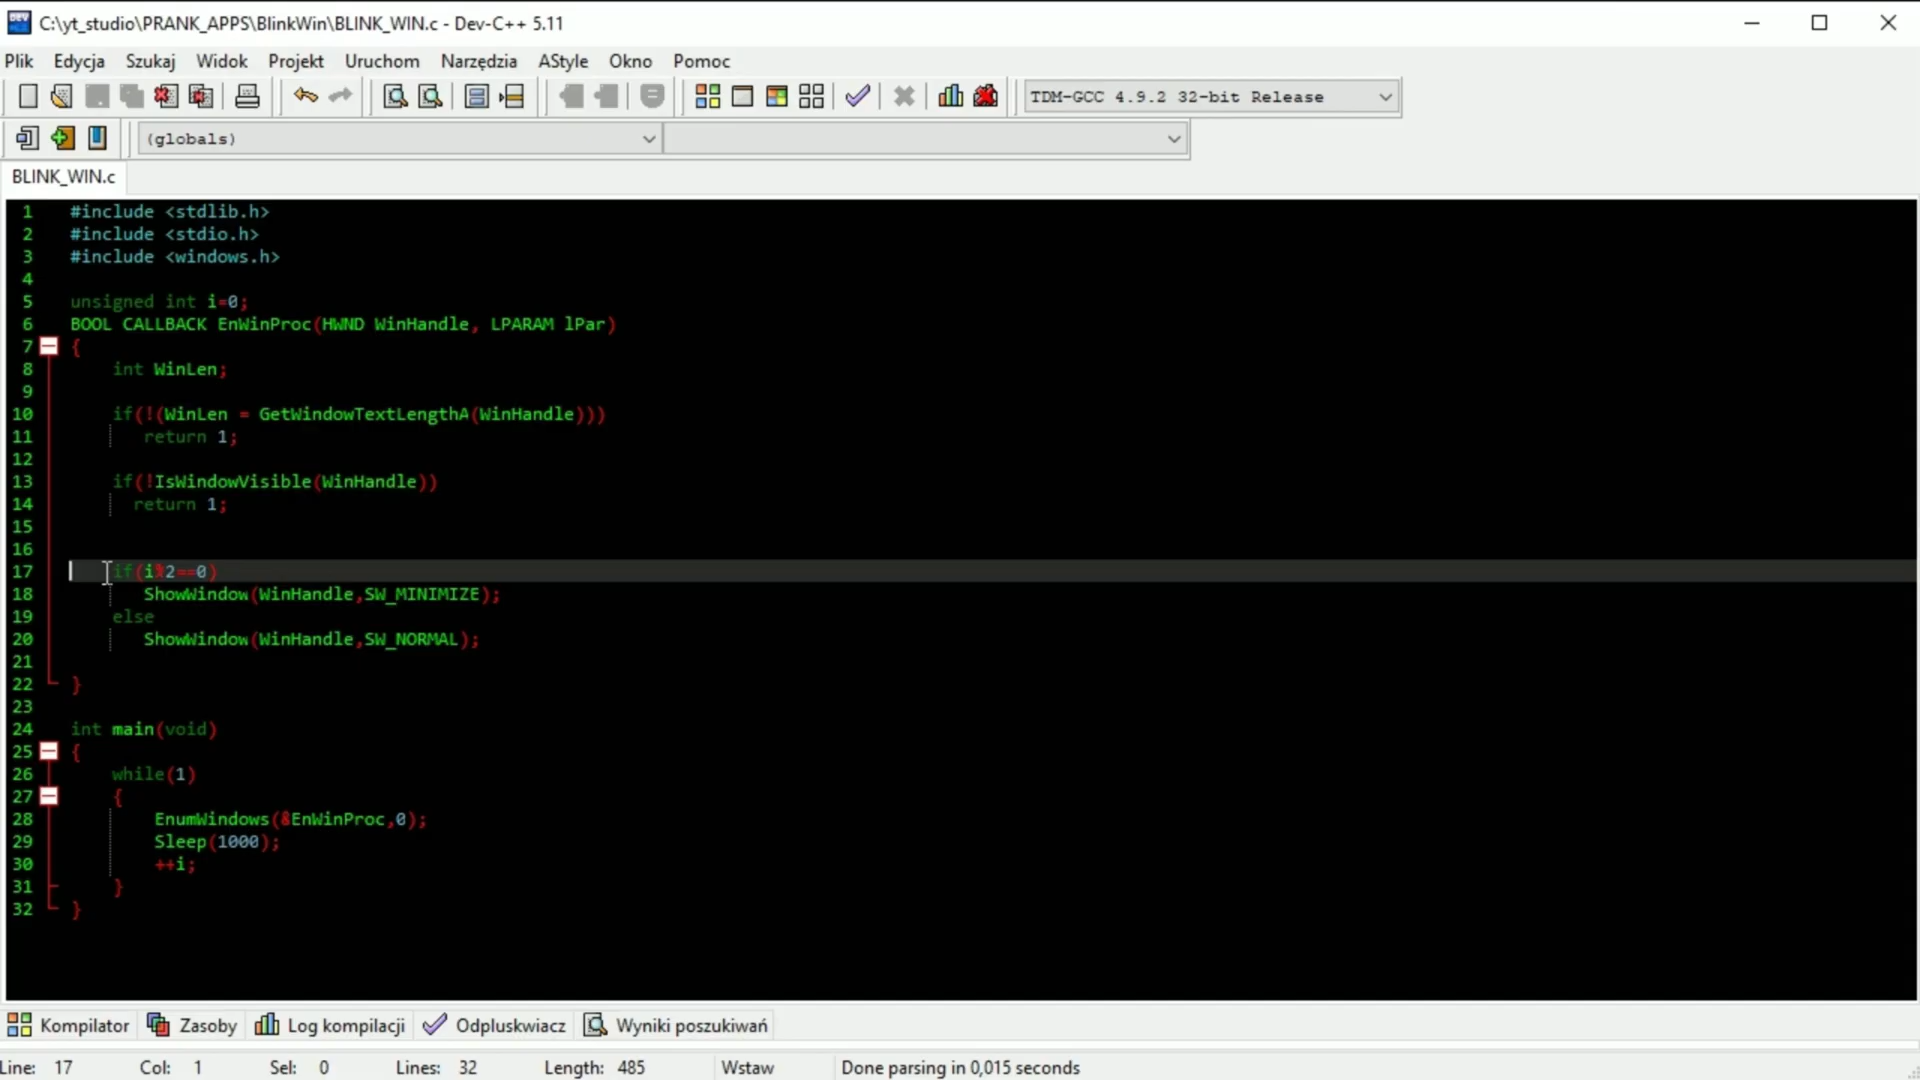 C:\yt_studio\PRANK_APPS\BlinkWin\BLINK_WIN.c - Dev-C++ 5.11
Plik Edycja Szukaj Widok Projekt Uruchom Narzędzia AStyle Okno Pomoc
TDM-GCC 4.9.2 32-bit Release
(globals)
BLINK_WIN.c
1 #include <stdlib.h>
2 #include <stdio.h>
3 #include <windows.h>
4
5 unsigned int i=0;
6 BOOL CALLBACK EnWinProc(HWND WinHandle, LPARAM lPar)
7 {
8 int WinLen;
9
10 if(!(WinLen = GetWindowTextLengthA(WinHandle)))
11 return 1;
12
13 if(!IsWindowVisible(WinHandle))
14 return 1;
15
16
17 if(i%2==0)
18 ShowWindow(WinHandle,SW_MINIMIZE);
19 else
20 ShowWindow(WinHandle,SW_NORMAL);
21
22 }
23
24 int main(void)
25 {
26 while(1)
27 {
28 EnumWindows(&EnWinProc,0);
29 Sleep(1000);
30 ++i;
31 }
32 }
Kompilator Zasoby Log kompilacji Odpluskwiacz Wyniki poszukiwań
Line: 17 Col: 1 Sel: 0 Lines: 32 Length: 485 Wstaw Done parsing in 0,015 seconds